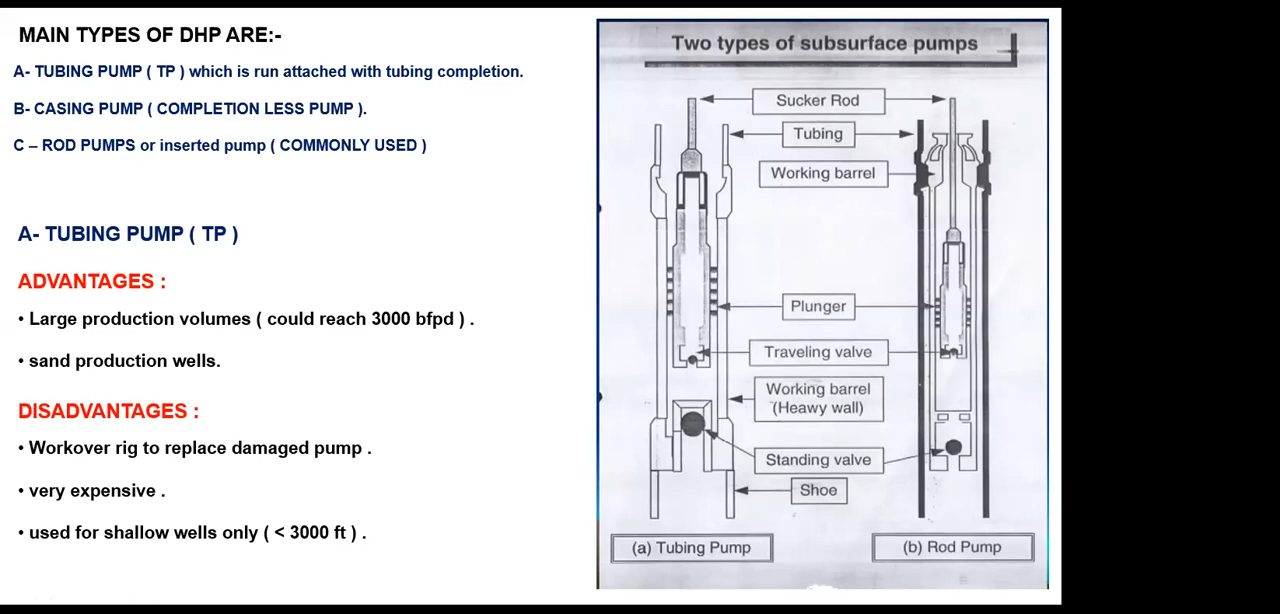 MAIN TYPES OF DHP ARE:-
A- TUBING PUMP ( TP ) which is run attached with tubing completion.
B- CASING PUMP ( COMPLETION LESS PUMP ).
C – ROD PUMPS or inserted pump ( COMMONLY USED )
A- TUBING PUMP ( TP )
ADVANTAGES :
• Large production volumes ( could reach 3000 bfpd ) .
• sand production wells.
DISADVANTAGES :
• Workover rig to replace damaged pump .
• very expensive .
• used for shallow wells only ( < 3000 ft ) .
Two types of subsurface pumps
Sucker Rod
Tubing
Working barrel
Plunger
Traveling valve
Working barrel
(Heavy wall)
Standing valve
Shoe
(a) Tubing Pump
(b) Rod Pump